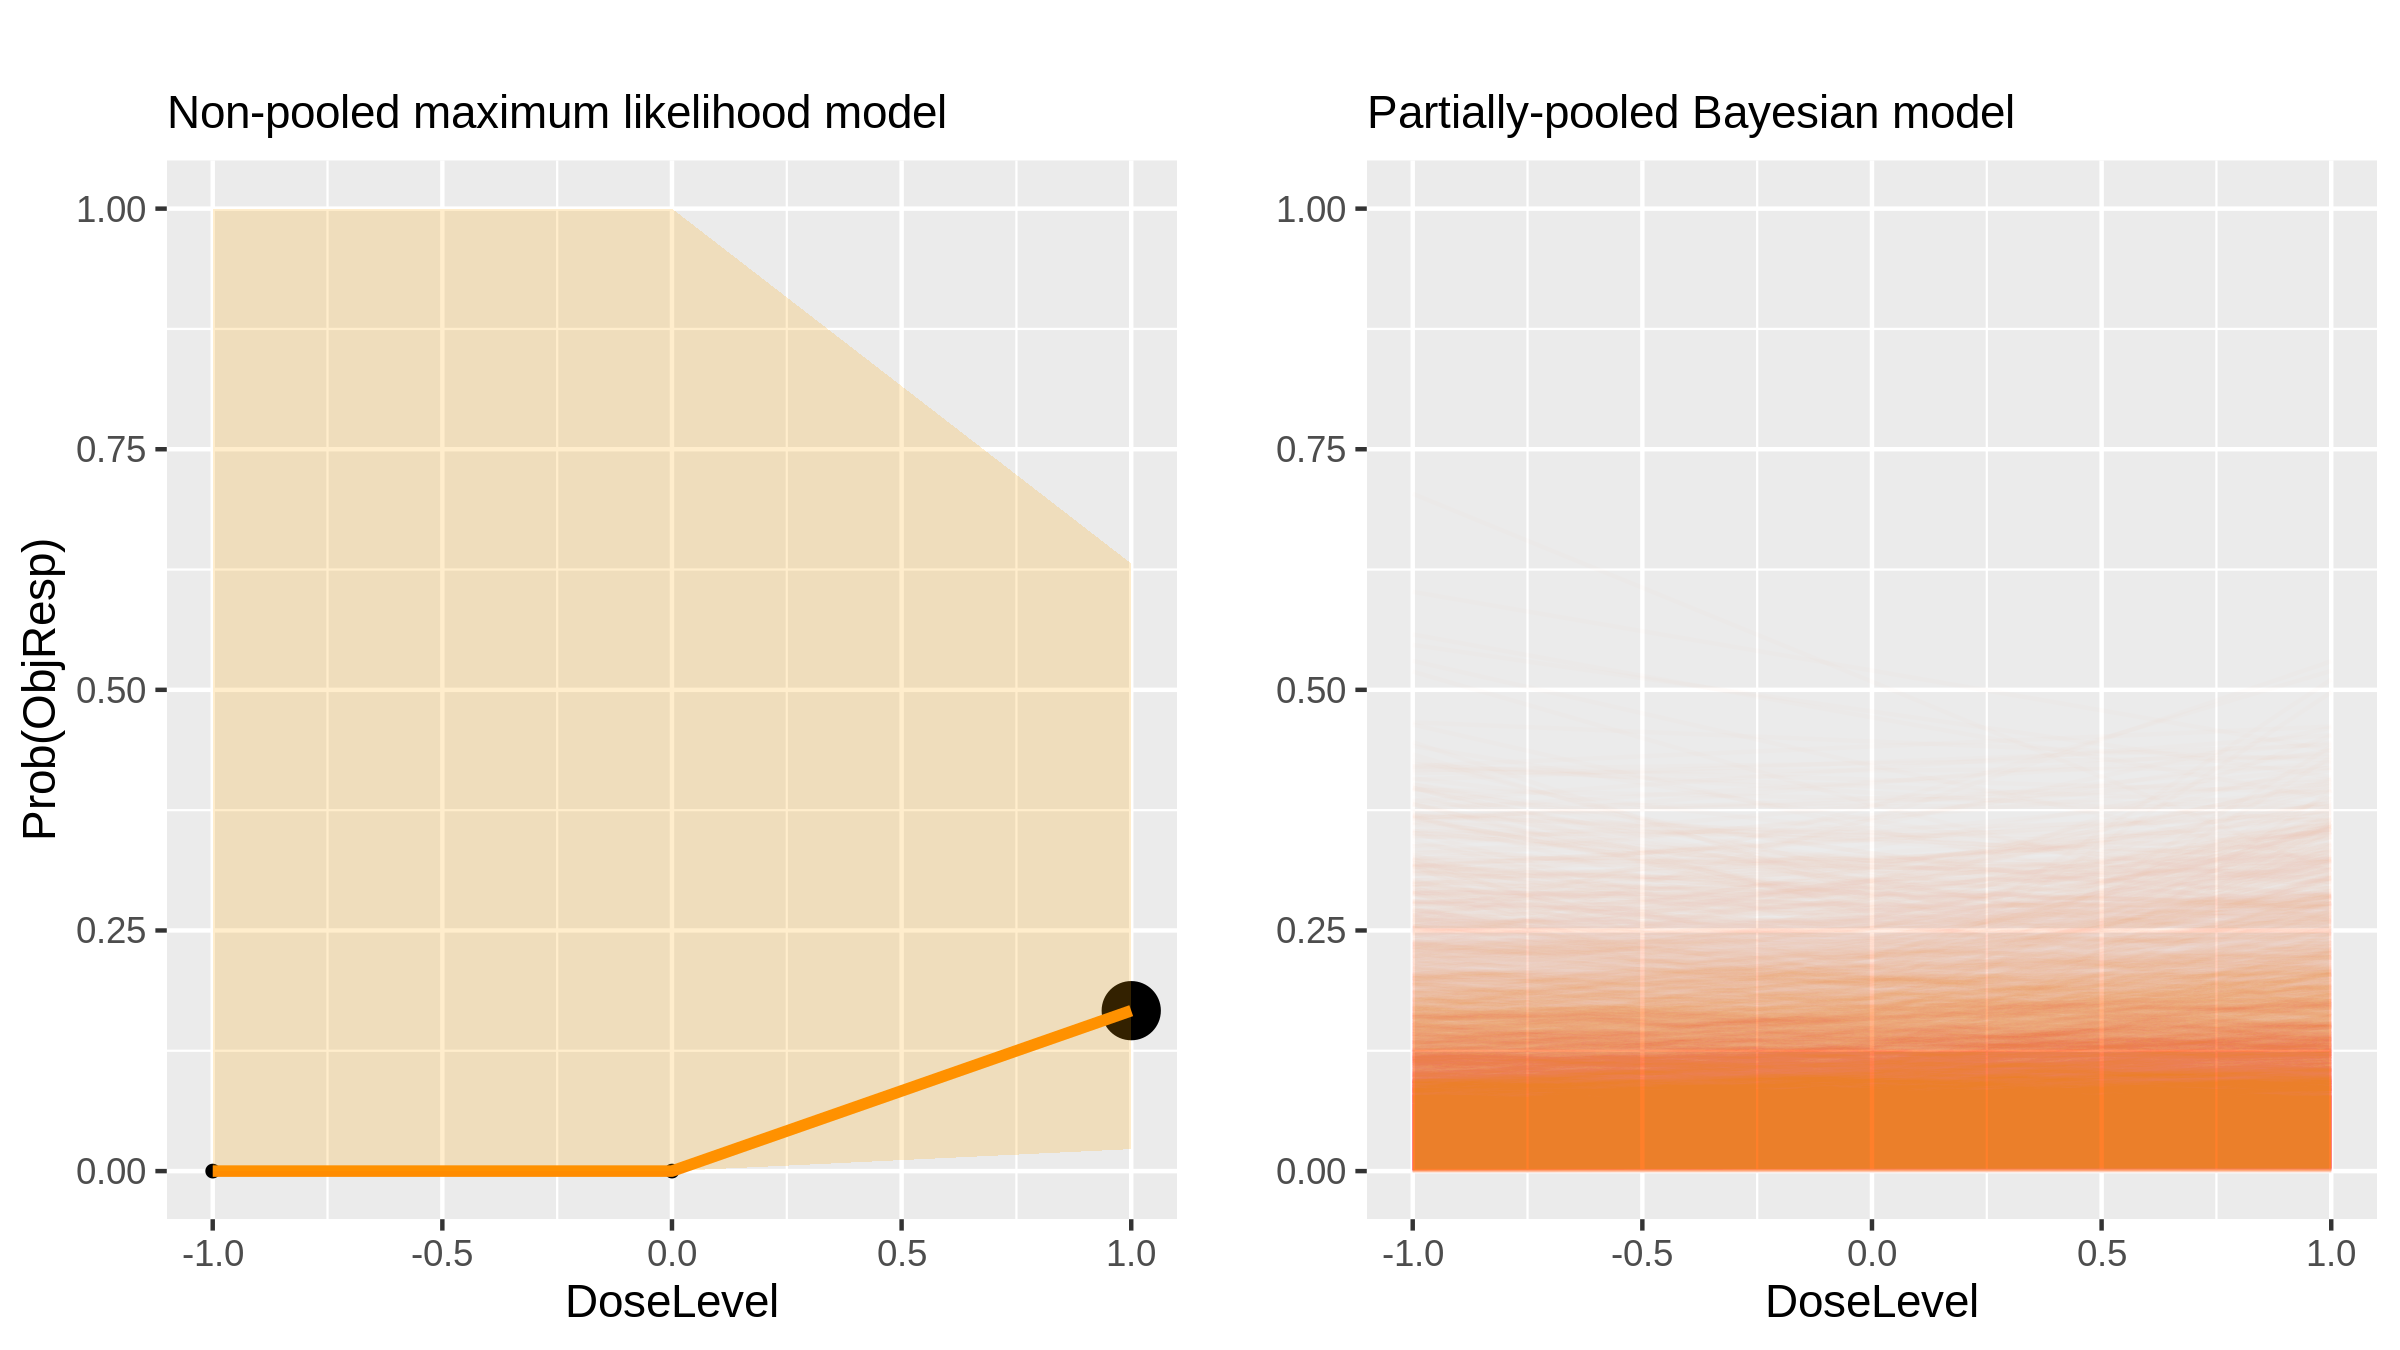 Non-pooled maximum likelihood model
Prob(ObjResp)
1.00
0.75
0.50
0.25
0.00
-1.0 -0.5 0.0 0.5 1.0
DoseLevel
Partially-pooled Bayesian model
1.00
0.75
0.50
0.25
0.00
-1.0 -0.5 0.0 0.5 1.0
DoseLevel